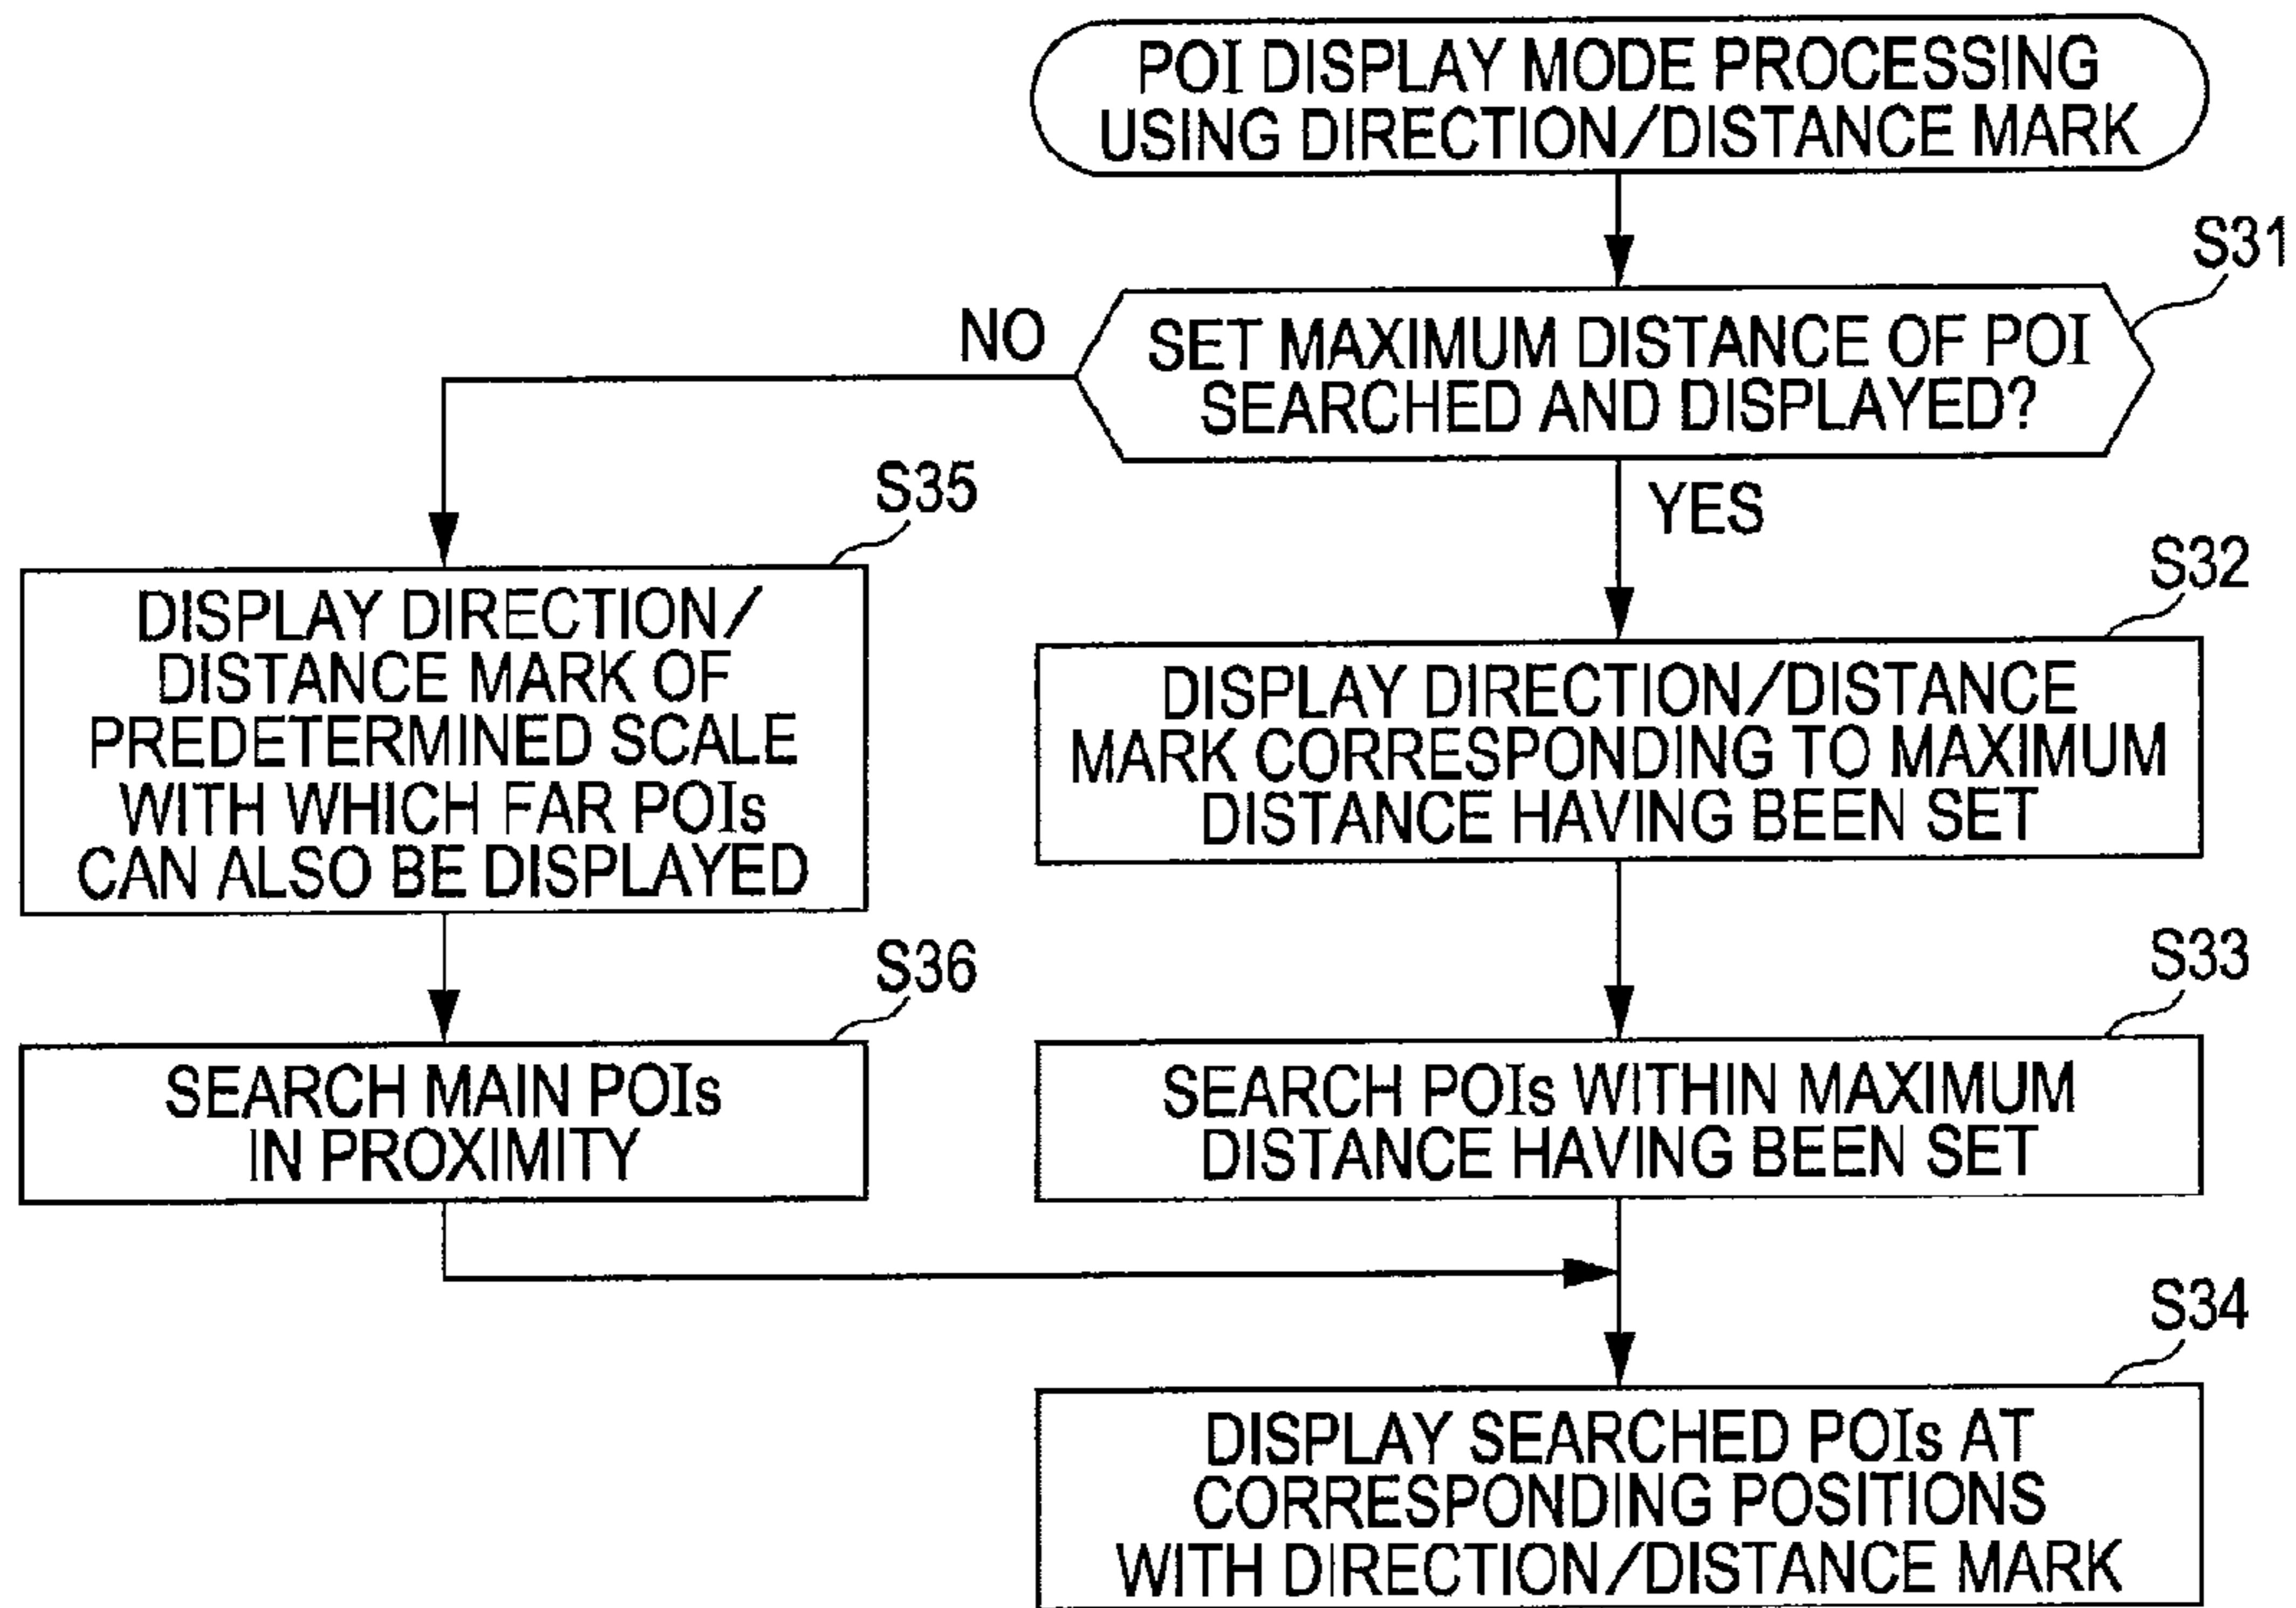 POI DISPLAY MODE PROCESSING
USING DIRECTION/DISTANCE MARK
S31
NO
SET MAXIMUM DISTANCE OF POI
SEARCHED AND DISPLAYED?
YES
S35
DISPLAY DIRECTION/
DISTANCE MARK OF
PREDETERMINED SCALE
WITH WHICH FAR POIs
CAN ALSO BE DISPLAYED
S32
DISPLAY DIRECTION/DISTANCE
MARK CORRESPONDING TO MAXIMUM
DISTANCE HAVING BEEN SET
S36
SEARCH MAIN POIs
IN PROXIMITY
S33
SEARCH POIs WITHIN MAXIMUM
DISTANCE HAVING BEEN SET
S34
DISPLAY SEARCHED POIs AT
CORRESPONDING POSITIONS
WITH DIRECTION/DISTANCE MARK